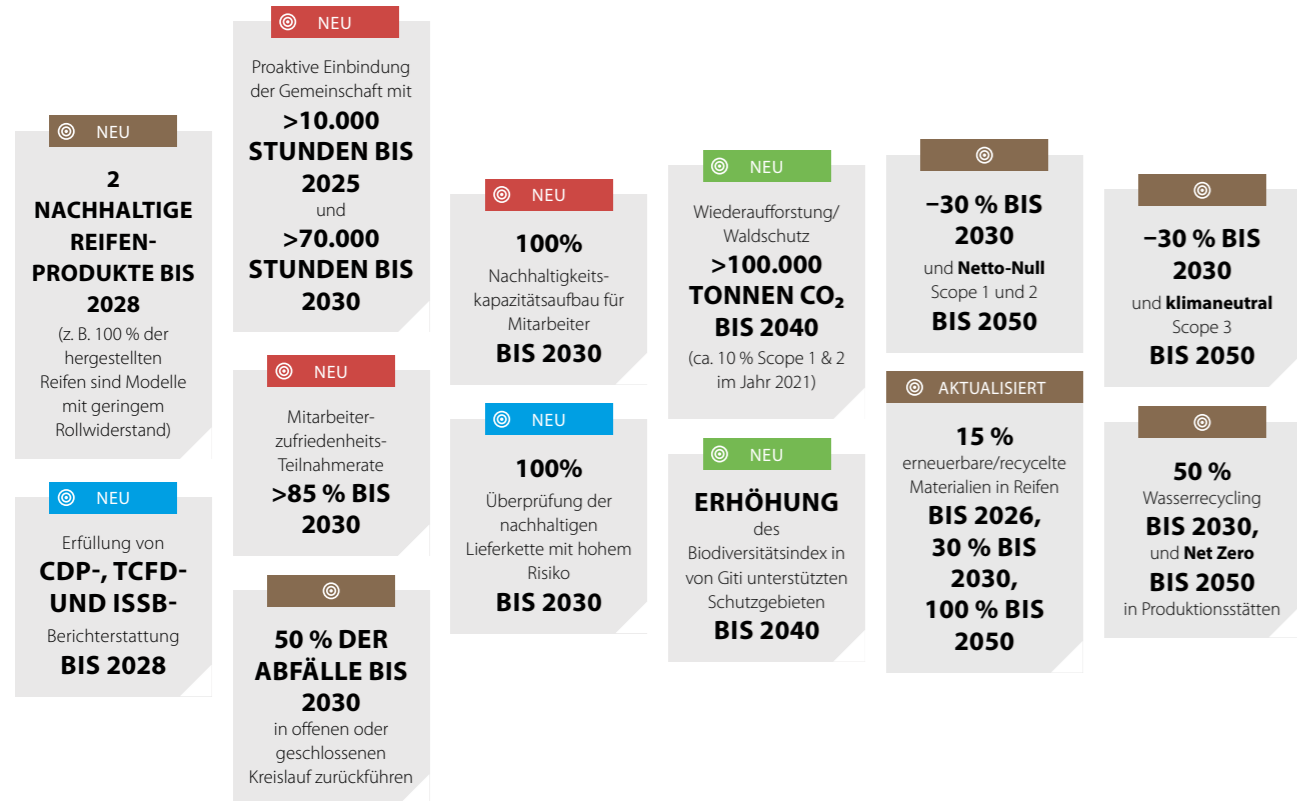 NEU
2
NACHHALTIGE
REIFEN-
PRODUKTE BIS
2028
(z. B. 100 % der
hergestellten
Reifen sind Modelle
mit geringem
Rollwiderstand)
NEU
Erfüllung von
CDP-, TCFD-
UND ISSB-
Berichterstattung
BIS 2028
NEU
Proaktive Einbindung
der Gemeinschaft mit
>10.000
STUNDEN BIS
2025
und
>70.000
STUNDEN BIS
2030
NEU
Mitarbeiter-
zufriedenheits-
Teilnahmerate
>85 % BIS
2030
50 % DER
ABFÄLLE BIS
2030
in offenen oder
geschlossenen
Kreislauf zurückführen
NEU
100%
Nachhaltigkeits-
kapazitätsaufbau für
Mitarbeiter
BIS 2030
NEU
100%
Überprüfung der
nachhaltigen
Lieferkette mit hohem
Risiko
BIS 2030
NEU
Wiederaufforstung/
Waldschutz
>100.000
TONNEN CO₂
BIS 2040
(ca. 10 % Scope 1 & 2
im Jahr 2021)
NEU
ERHÖHUNG
des
Biodiversitätsindex in
von Giti unterstützten
Schutzgebieten
BIS 2040
−30 % BIS
2030
und Netto-Null
Scope 1 und 2
BIS 2050
AKTUALISIERT
15 %
erneuerbare/recycelte
Materialien in Reifen
BIS 2026,
30 % BIS
2030,
100 % BIS
2050
−30 % BIS
2030
und klimaneutral
Scope 3
BIS 2050
50 %
Wasserrecycling
BIS 2030,
und Net Zero
BIS 2050
in Produktionsstätten